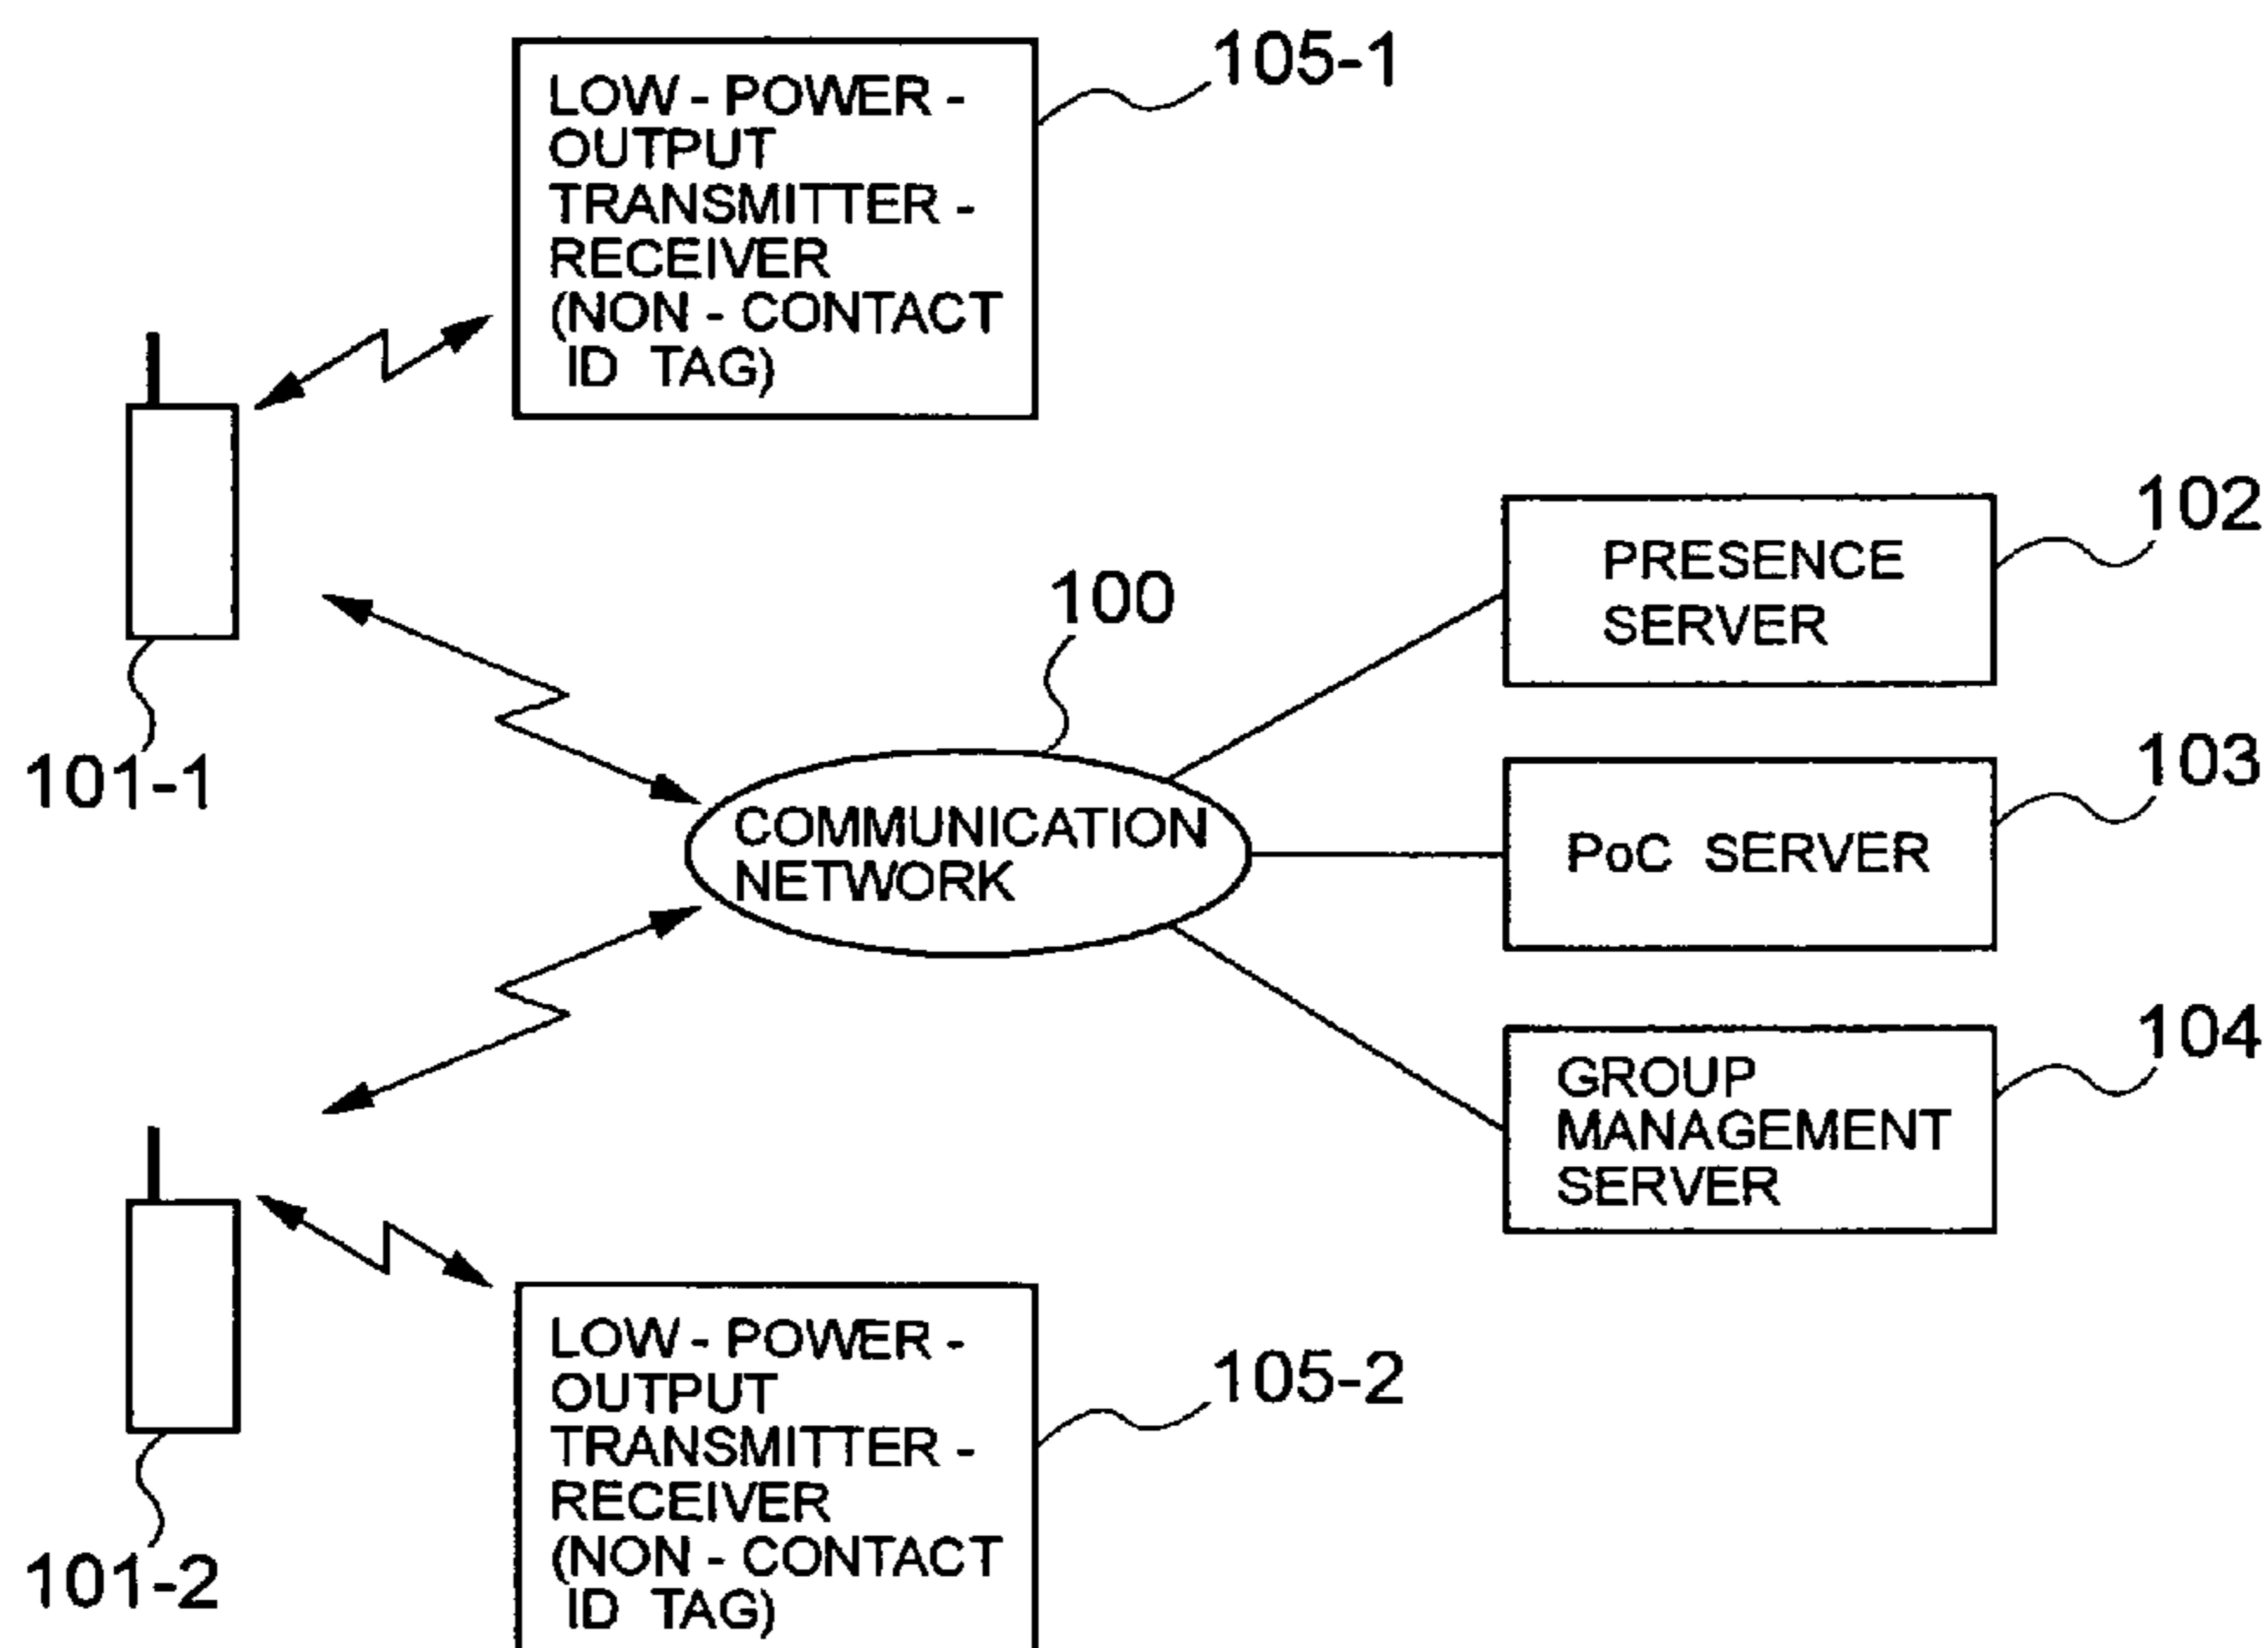 LOW - POWER -
OUTPUT
TRANSMITTER -
RECEIVER
(NON - CONTACT
ID TAG)
105-1
101-1
100
COMMUNICATION
NETWORK
PRESENCE
SERVER
102
PoC SERVER
103
GROUP
MANAGEMENT
SERVER
104
101-2
LOW - POWER -
OUTPUT
TRANSMITTER -
RECEIVER
(NON - CONTACT
ID TAG)
105-2